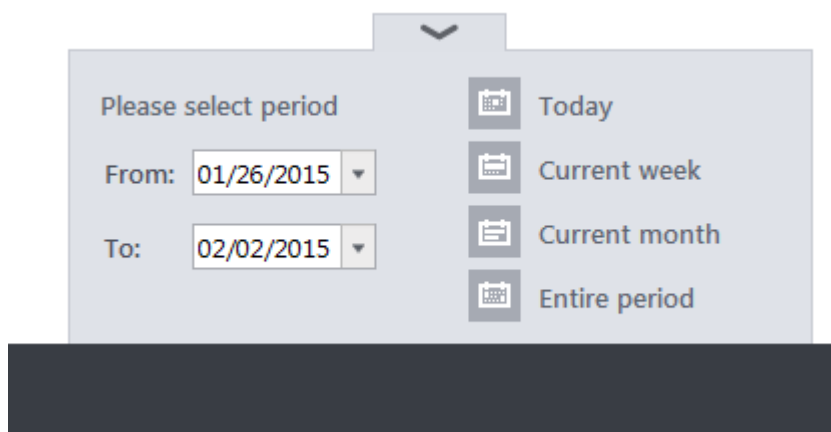 Please select period
From: 01/26/2015
To: 02/02/2015
Today
Current week
Current month
Entire period